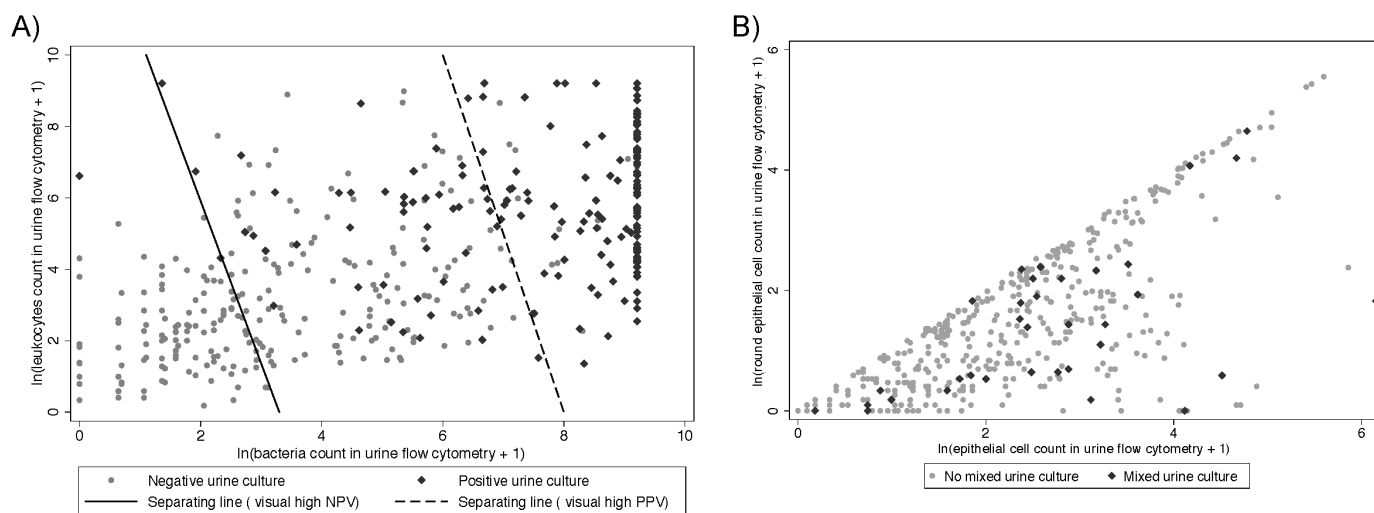 A)
B)
10
8
6
4
2
0
ln(leukocytes count in urine flow cytometry + 1)
0 2 4 6 8 10
ln(bacteria count in urine flow cytometry + 1)
Negative urine culture Positive urine culture
Separating line ( visual high NPV) Separating line ( visual high PPV)
6
4
2
0
ln(round epithelial cell count in urine flow cytometry + 1)
0 2 4 6
ln(epithelial cell count in urine flow cytometry + 1)
No mixed urine culture Mixed urine culture